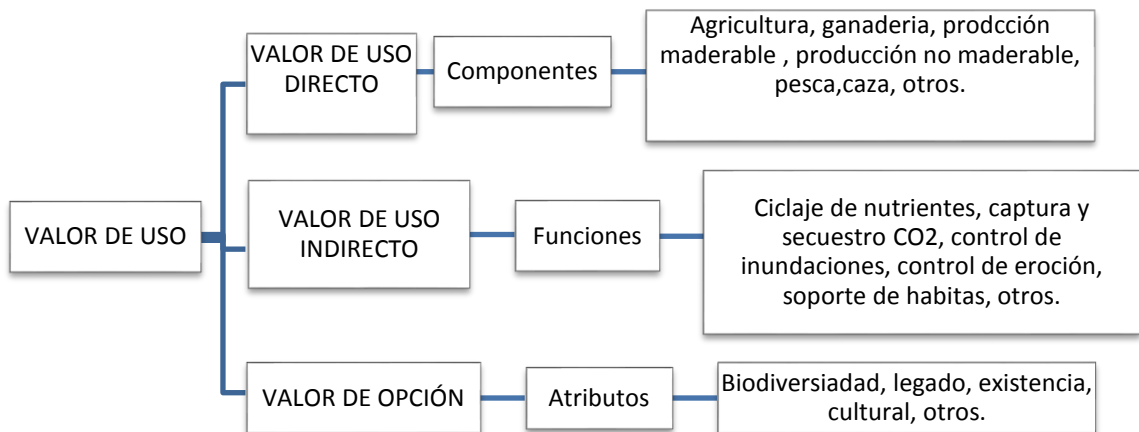 VALOR DE USO
VALOR DE USO
DIRECTO
Componentes
Agricultura, ganaderia, prodcción
maderable , producción no maderable,
pesca,caza, otros.
VALOR DE USO
INDIRECTO
Funciones
Ciclaje de nutrientes, captura y
secuestro CO2, control de
inundaciones, control de eroción,
soporte de habitas, otros.
VALOR DE OPCIÓN
Atributos
Biodiversiadad, legado, existencia,
cultural, otros.